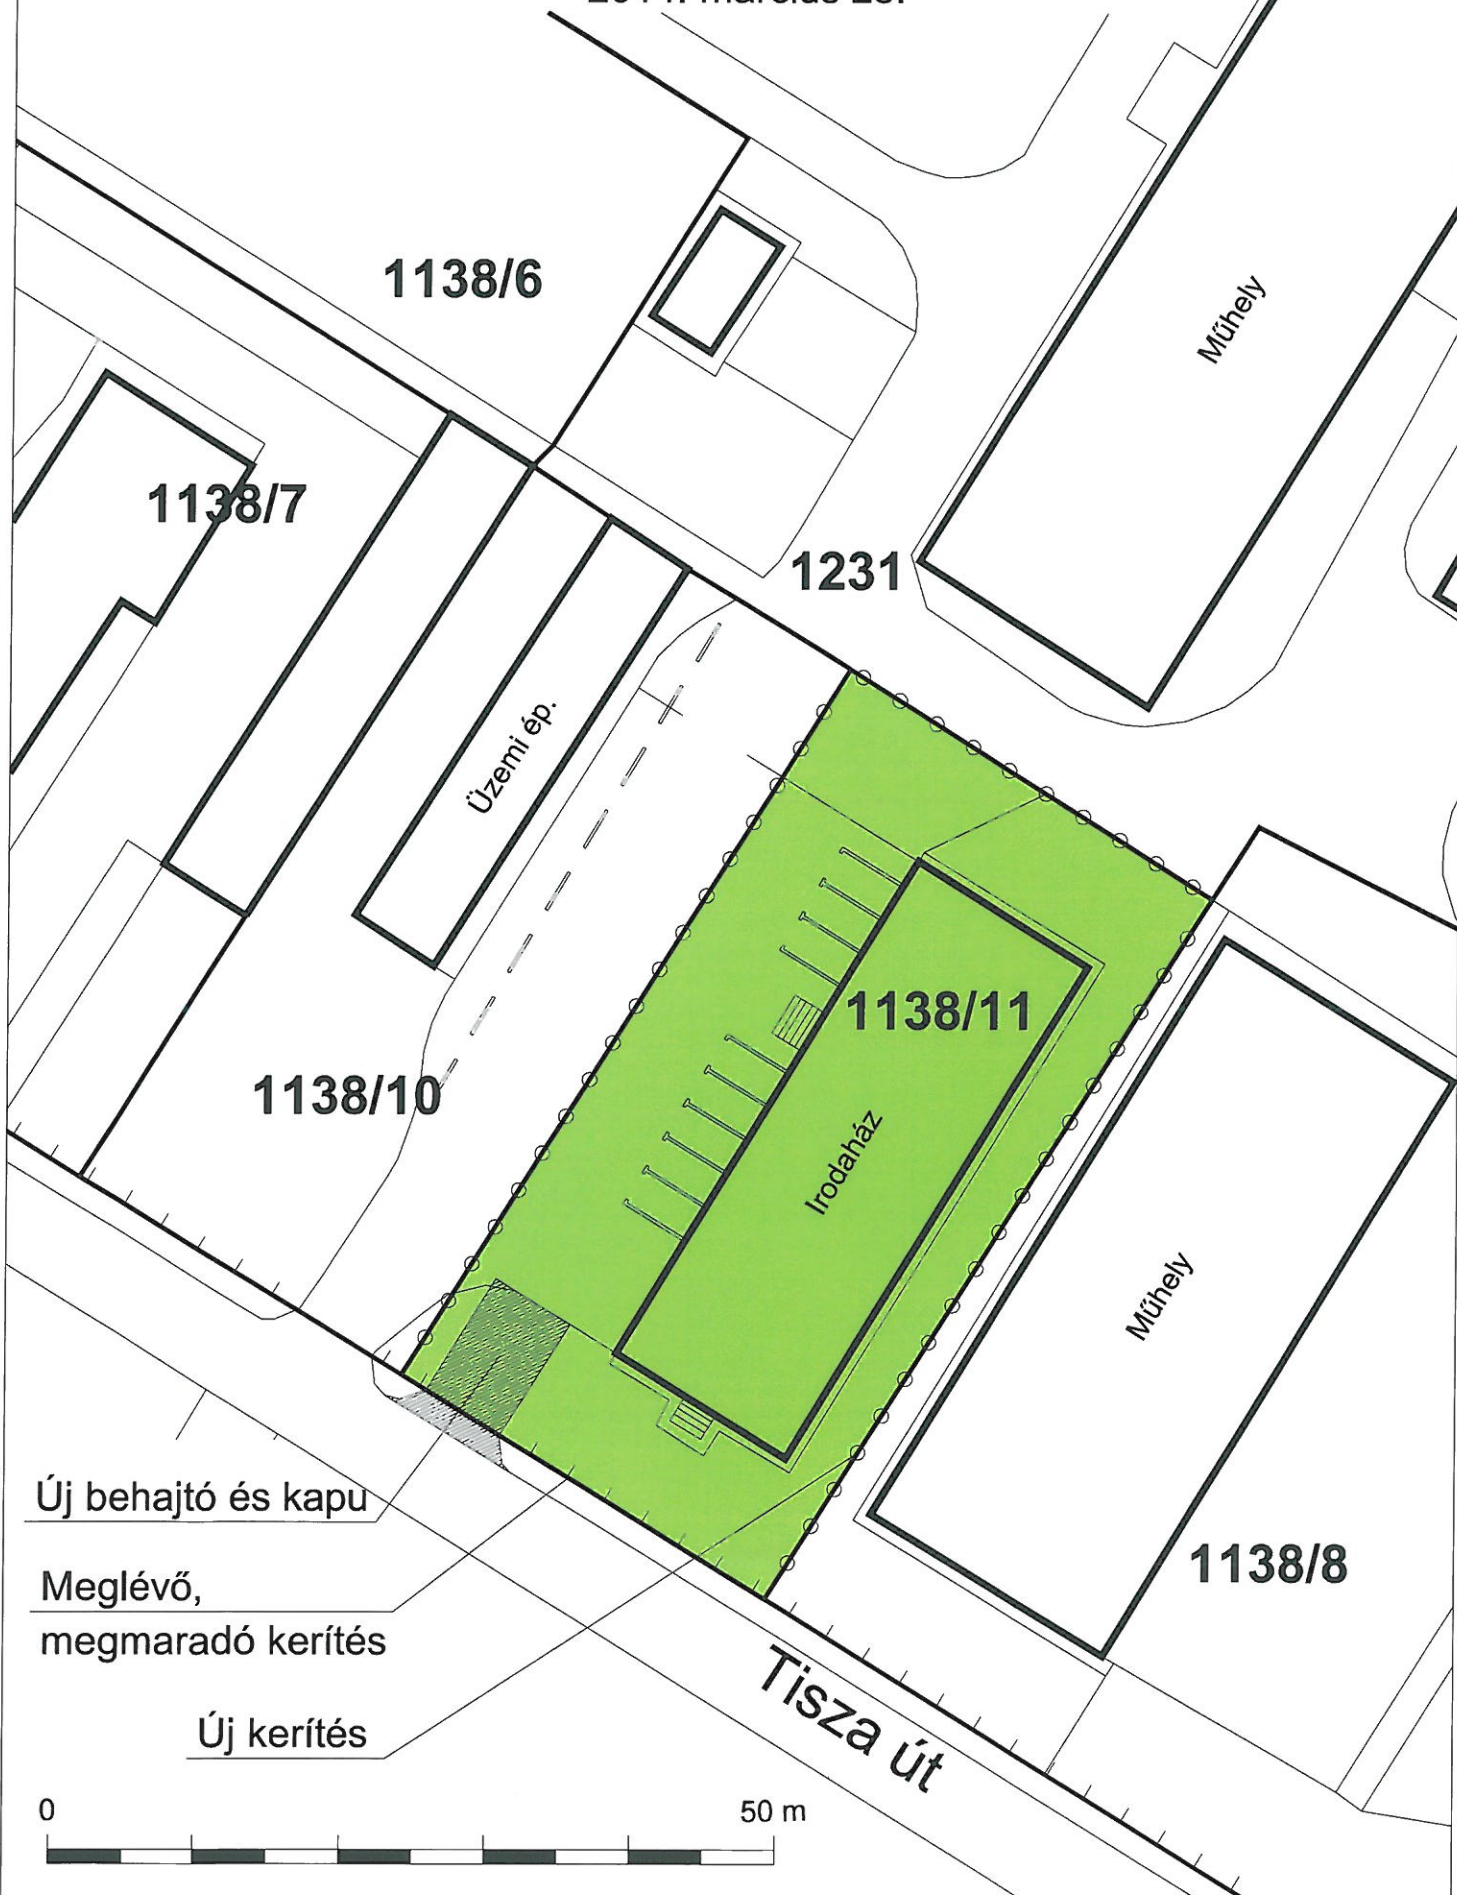 1138/6
Műhely
1138/7
1231
Üzemi ép.
1138/11
1138/10
Irodaház
Műhely
Új behajtó és kapu
1138/8
Meglévő,
megmaradó kerítés
Tisza út
Új kerítés
0
50 m